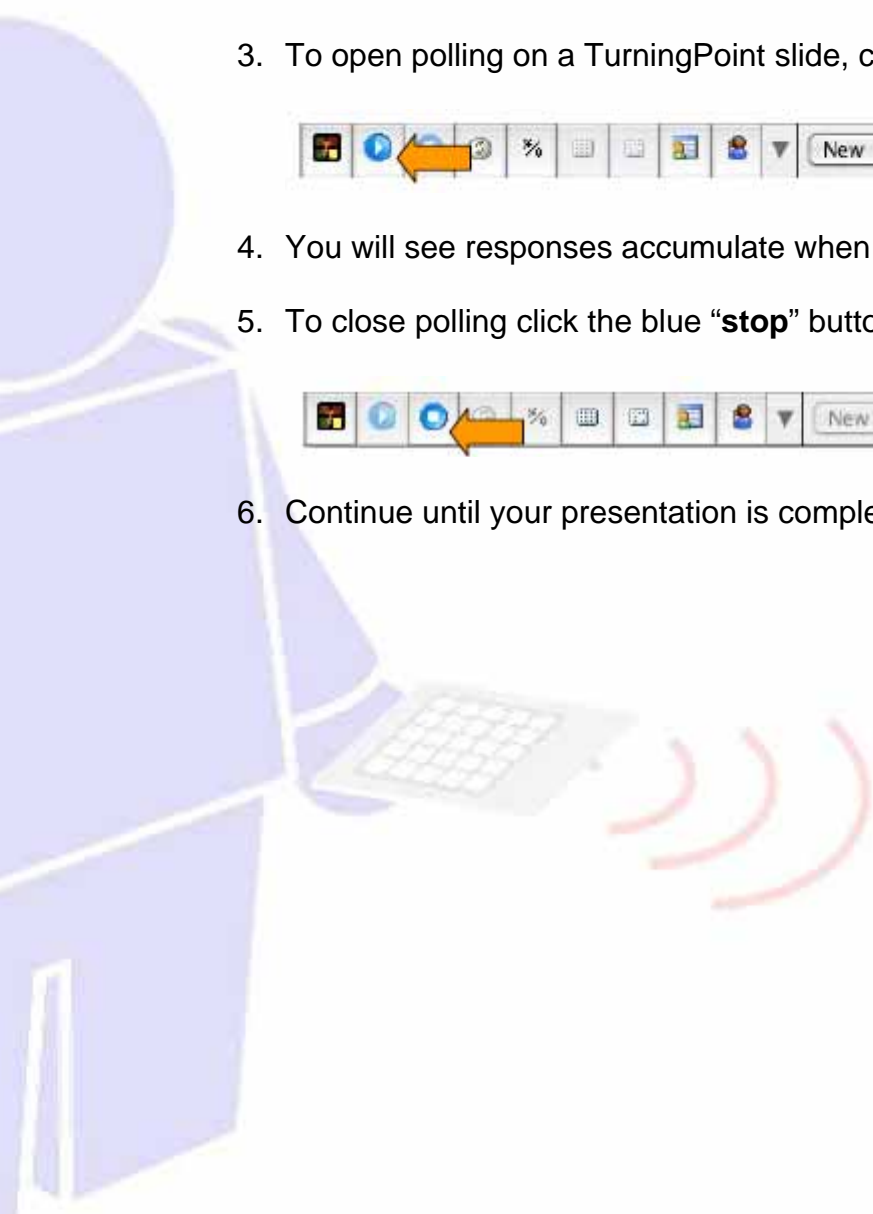 3. To open polling on a TurningPoint slide, c
New
4. You will see responses accumulate when
5. To close polling click the blue “stop” butto
New
6. Continue until your presentation is comple